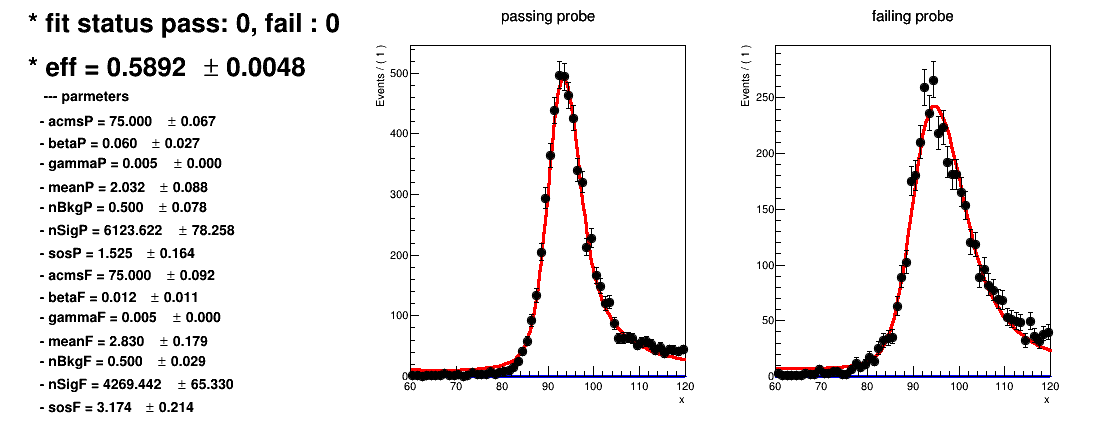 * fit status pass: 0, fail : 0
* eff = 0.5892 ± 0.0048
--- parmeters
- acmsP = 75.000 ± 0.067
- betaP = 0.060 ± 0.027
- gammaP = 0.005 ± 0.000
- meanP = 2.032 ± 0.088
- nBkgP = 0.500 ± 0.078
- nSigP = 6123.622 ± 78.258
- sosP = 1.525 ± 0.164
- acmsF = 75.000 ± 0.092
- betaF = 0.012 ± 0.011
- gammaF = 0.005 ± 0.000
- meanF = 2.830 ± 0.179
- nBkgF = 0.500 ± 0.029
- nSigF = 4269.442 ± 65.330
- sosF = 3.174 ± 0.214
passing probe
Events / ( 1 )
500
400
300
200
100
0
60 70 80 90 100 110 120
x
failing probe
Events / ( 1 )
250
200
150
100
50
0
60 70 80 90 100 110 120
x